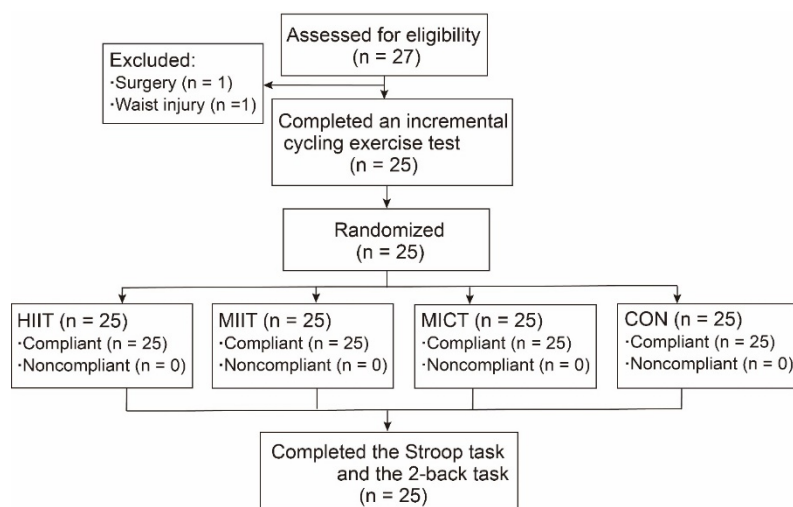 Assessed for eligibility
(n = 27)
Excluded:
·Surgery (n = 1)
·Waist injury (n =1)
Completed an incremental
cycling exercise test
(n = 25)
Randomized
(n = 25)
HIIT (n = 25)
·Compliant (n = 25)
·Noncompliant (n = 0)
MIIT (n = 25)
·Compliant (n = 25)
·Noncompliant (n = 0)
MICT (n = 25)
·Compliant (n = 25)
·Noncompliant (n = 0)
CON (n = 25)
·Compliant (n = 25)
·Noncompliant (n = 0)
Completed the Stroop task
and the 2-back task
(n = 25)